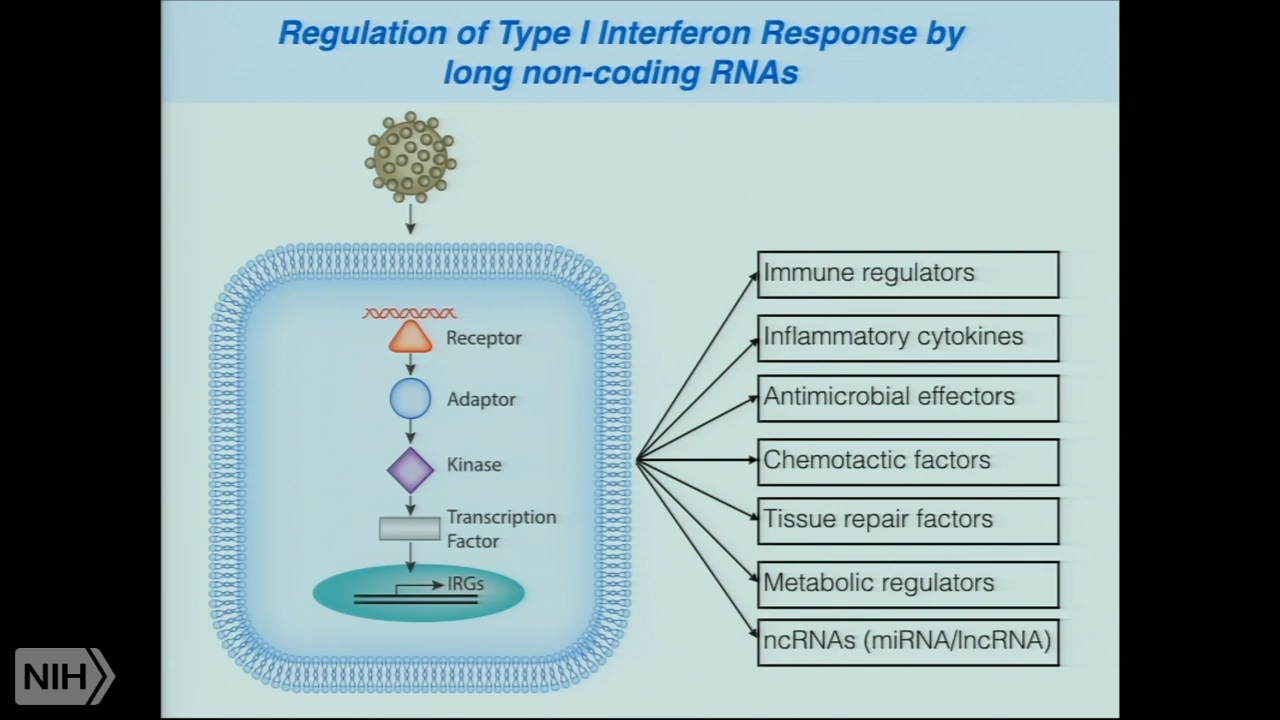 Regulation of Type I Interferon Response by
long non-coding RNAs
Receptor
Adaptor
Kinase
Transcription
Factor
IRGs
Immune regulators
Inflammatory cytokines
Antimicrobial effectors
Chemotactic factors
Tissue repair factors
Metabolic regulators
ncRNAs (miRNA/lncRNA)
NIH